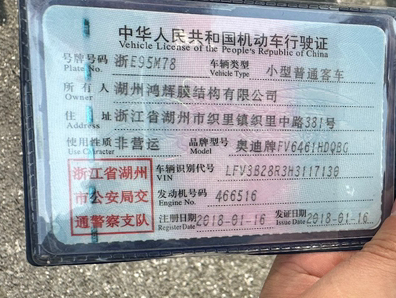 中华人民共和国机动车行驶证
Vehicle License of the People's Republic of China
号牌号码 浙E95M78 车辆类型 小型普通客车
Plate No. Vehicle Type
所有人 湖州鸿辉膜结构有限公司
Owner
住址 浙江省湖州市织里镇织里中路381号
Address
使用性质 非营运 品牌型号 奥迪牌FV6461HDQBG
Use Character Model
浙江省湖州
市公安局交
通警察支队
车辆识别代号 LFV3B28R3H3117130
VIN
发动机号码 466516
Engine No.
注册日期 2018-01-16 发证日期 2018-01-16
Register Date Issue Date